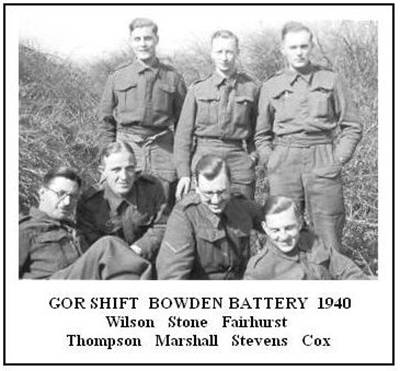 GOR SHIFT BOWDEN BATTERY 1940
Wilson Stone Fairhurst
Thompson Marshall Stevens Cox